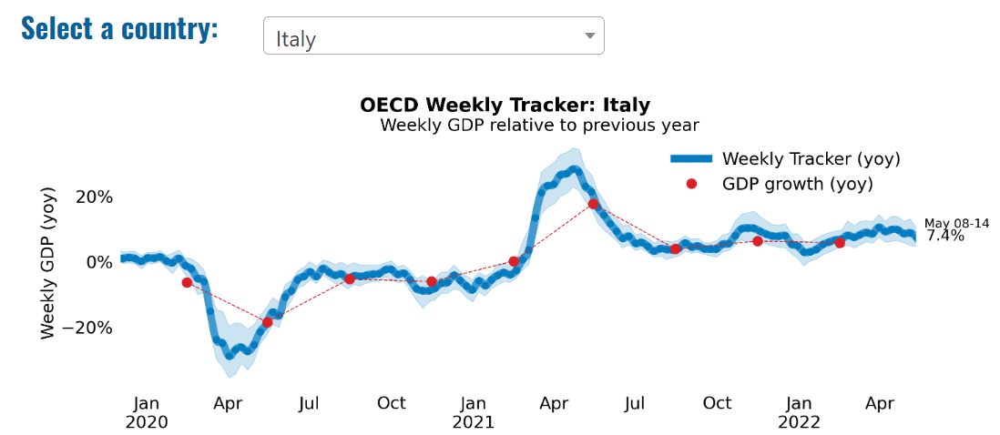 Select a country:
Italy
OECD Weekly Tracker: Italy
Weekly GDP relative to previous year
Weekly Tracker (yoy)
GDP growth (yoy)
Weekly GDP (yoy)
20%
0%
−20%
May 08-14
7.4%
Jan Apr Jul Oct Jan Apr Jul Oct Jan Apr
2020 2021 2022